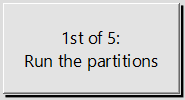 1st of 5:
Run the partitions